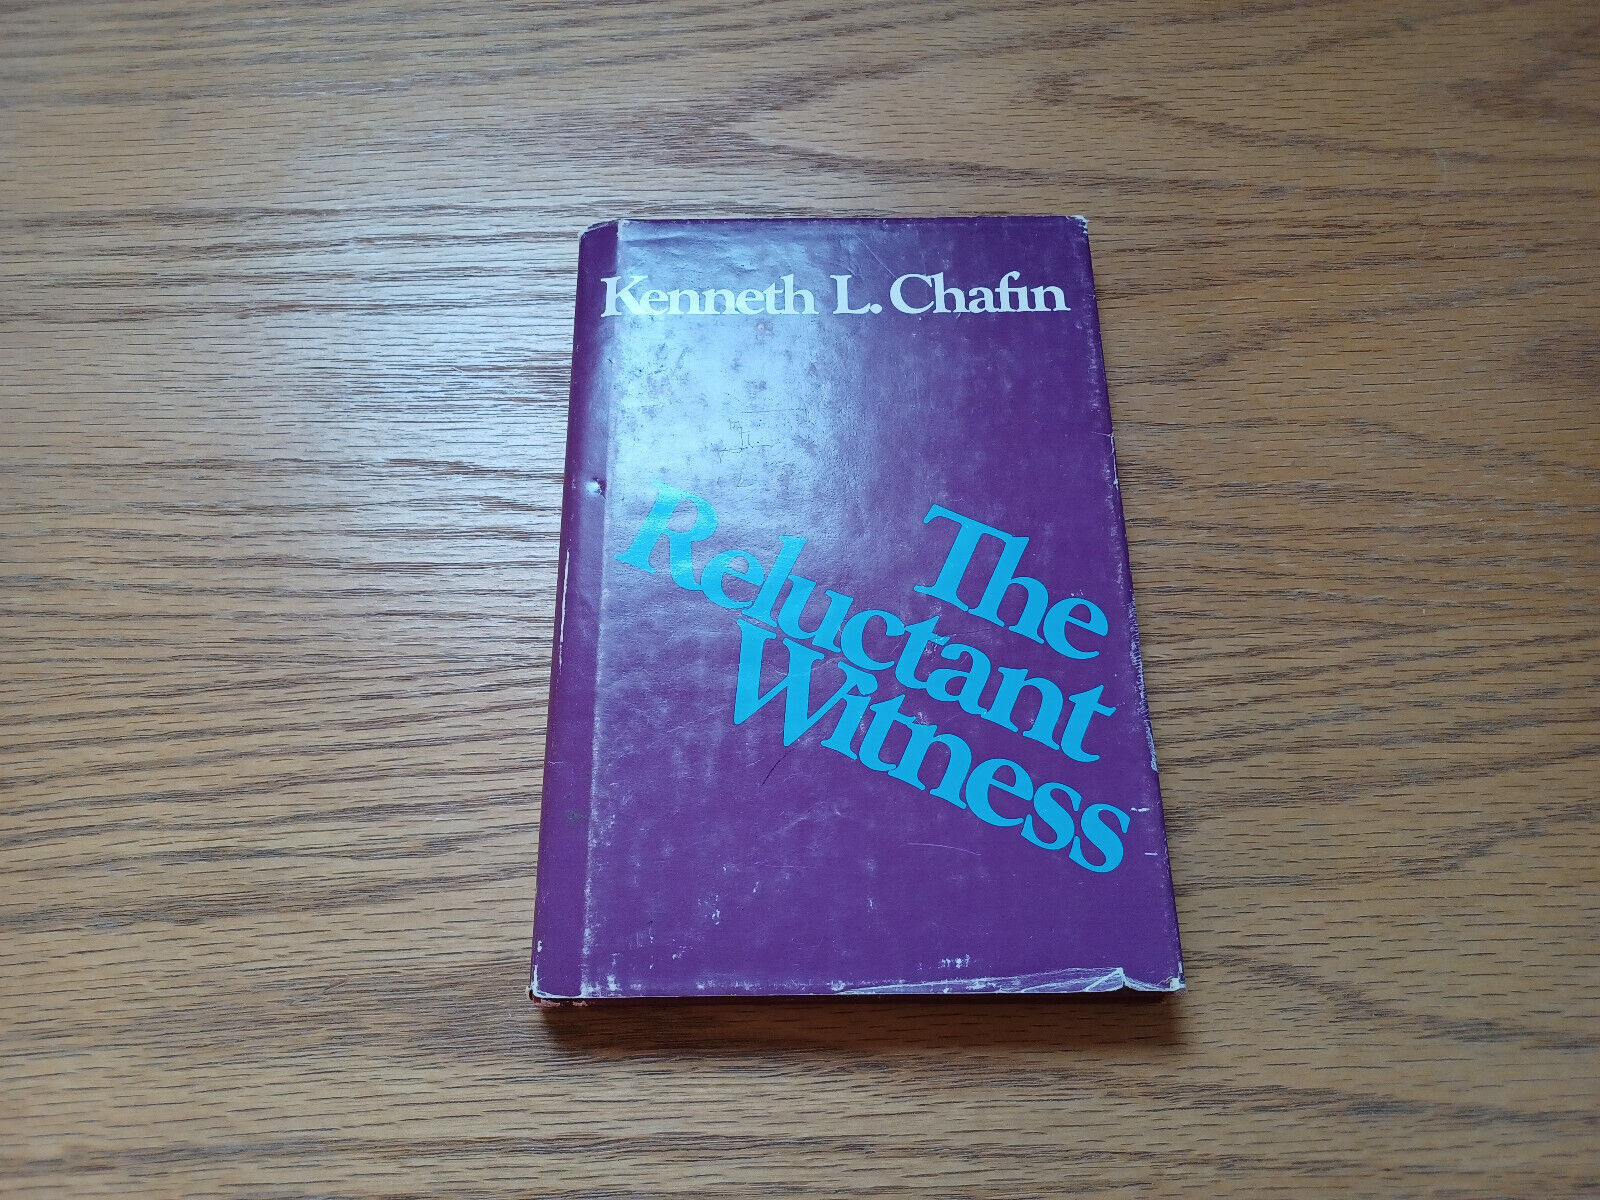 Kenneth L. Chafin
The
Reluctant
Witness